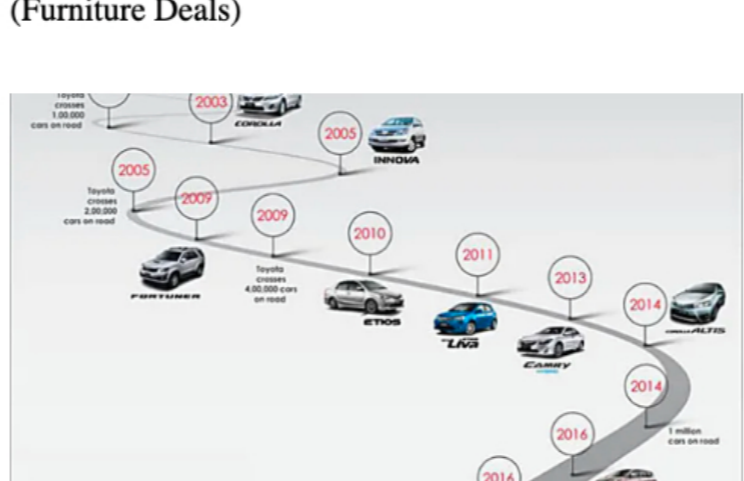 (Furniture Deals)
Toyota
crosses
1,00,000
cars on road
2003
COROLLA
2005
INNOVA
2005
Toyota
crosses
2,00,000
cars on road
2009
FORTUNER
2009
Toyota
crosses
4,00,000 cars
on road
2010
ETIOS
2011
LIVA
2013
CAMRY
2014
ALTIS
2014
1 million
cars on road
2016
2016